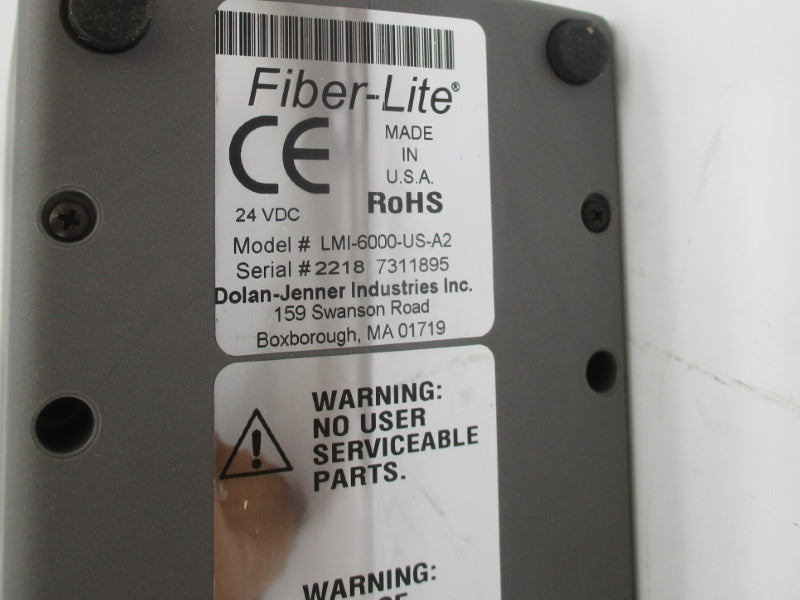 Fiber-Lite®
CE
MADE
IN
U.S.A.
24 VDC
RoHS
Model # LMI-6000-US-A2
Serial # 2218 7311895
Dolan-Jenner Industries Inc.
159 Swanson Road
Boxborough, MA 01719
WARNING:
NO USER
SERVICEABLE
PARTS.
WARNING: